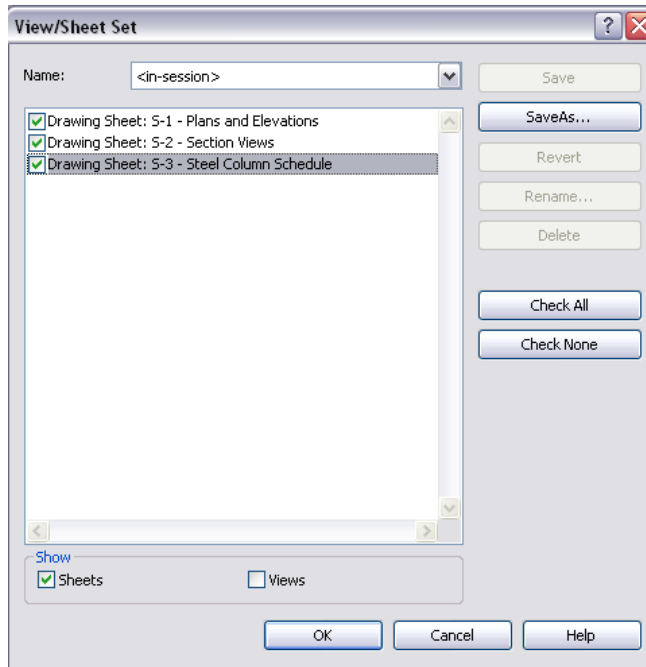 View/Sheet Set
Name: <in-session>
Save
Drawing Sheet: S-1 - Plans and Elevations
Drawing Sheet: S-2 - Section Views
Drawing Sheet: S-3 - Steel Column Schedule
SaveAs...
Revert
Rename...
Delete
Check All
Check None
Show
Sheets Views
OK Cancel Help